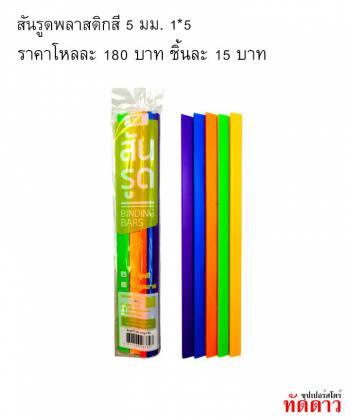 สันรูดพลาสติกสี 5 มม. 1*5
ราคาโหลละ 180 บาท ชิ้นละ 15 บาท
สัน
รูด
BINDING
BARS
ซุปเปอร์สโตร์
ทัดดาว